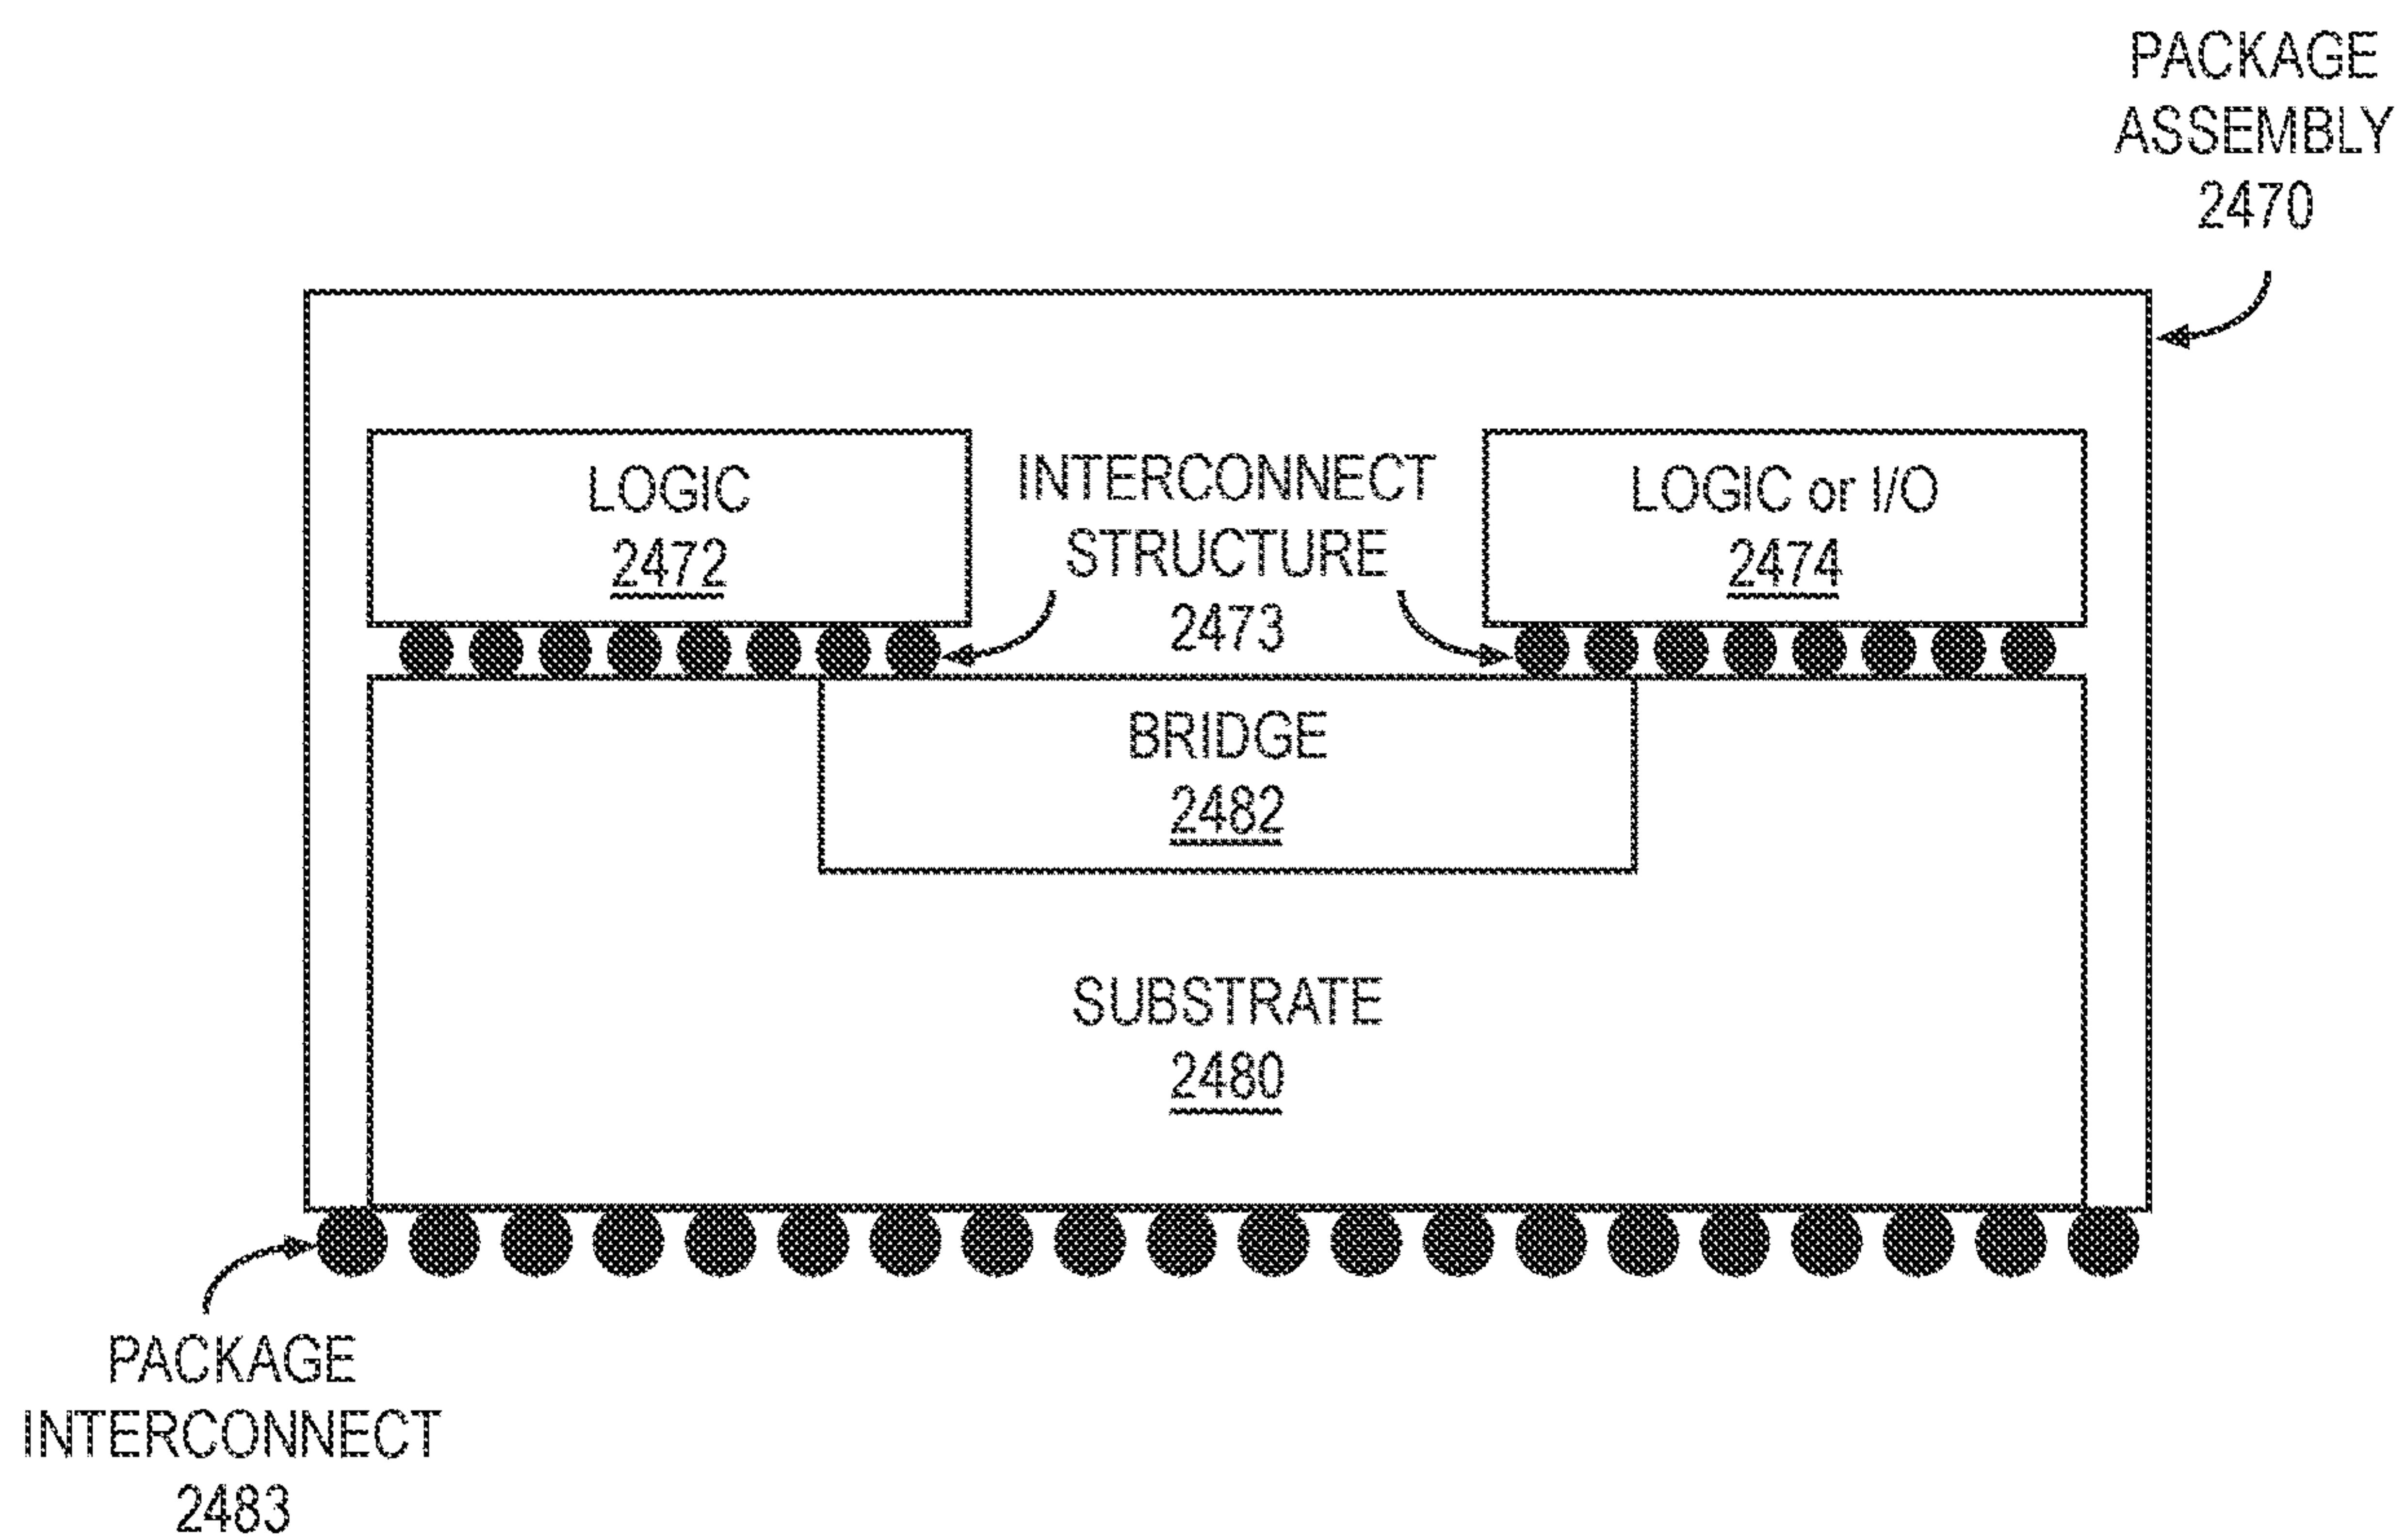 PACKAGE
ASSEMBLY
2470
LOGIC
2472
INTERCONNECT
STRUCTURE
2473
LOGIC or I/O
2474
BRIDGE
2482
SUBSTRATE
2480
PACKAGE
INTERCONNECT
2483